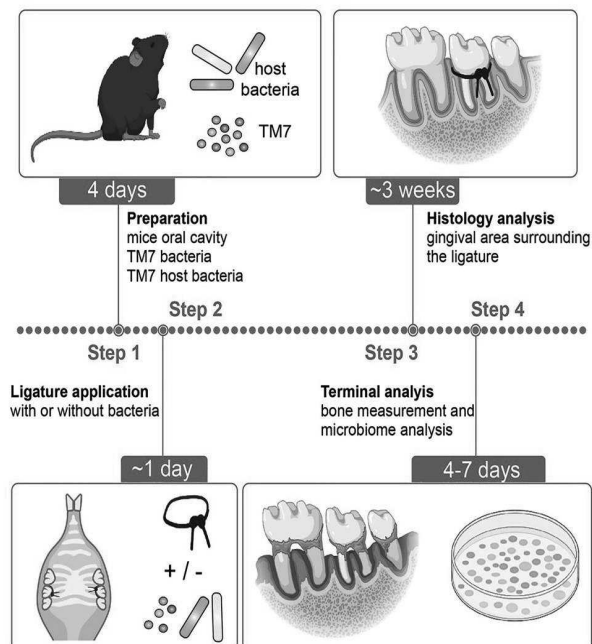 host
bacteria
TM7
4 days
Preparation
mice oral cavity
TM7 bacteria
TM7 host bacteria
~3 weeks
Histology analysis
gingival area surrounding
the ligature
Step 2
Step 4
Step 1
Step 3
Ligature application
with or without bacteria
~1 day
+ / -
Terminal analyis
bone measurement and
microbiome analysis
4-7 days